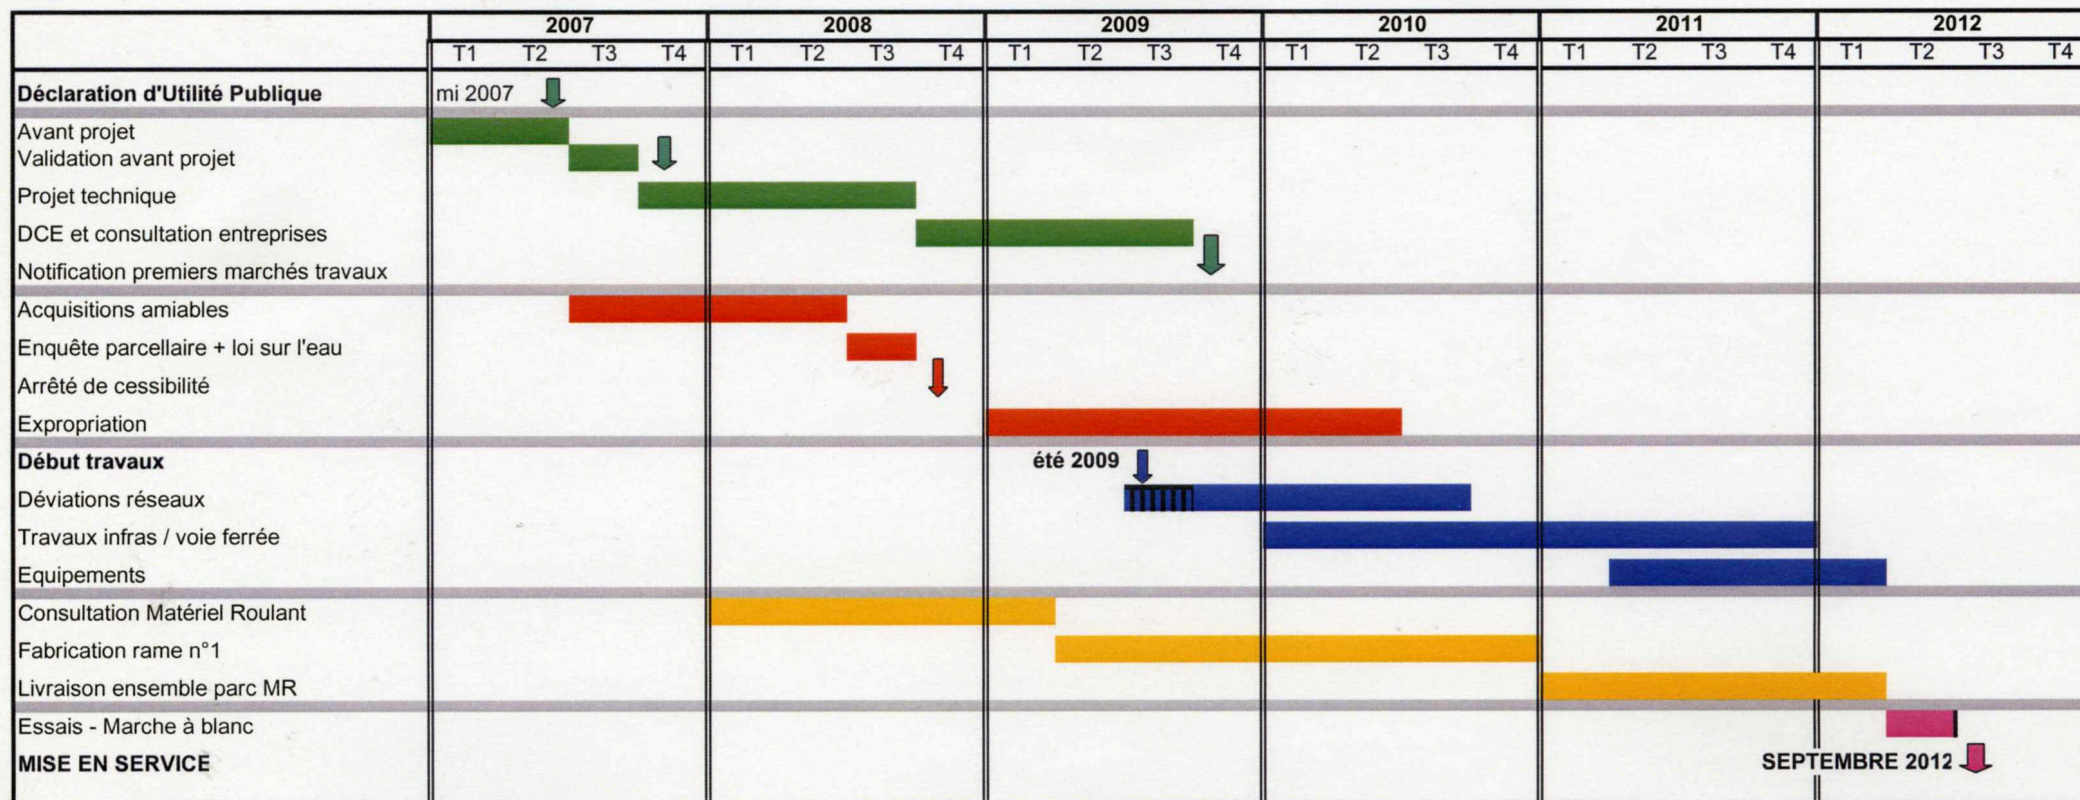 2007 2008 2009 2010 2011 2012
T1 T2 T3 T4 T1 T2 T3 T4 T1 T2 T3 T4 T1 T2 T3 T4 T1 T2 T3 T4 T1 T2 T3 T4
Déclaration d'Utilité Publique mi 2007
Avant projet
Validation avant projet
Projet technique
DCE et consultation entreprises
Notification premiers marchés travaux
Acquisitions amiables
Enquête parcellaire + loi sur l'eau
Arrêté de cessibilité
Expropriation
Début travaux été 2009
Déviations réseaux
Travaux infras / voie ferrée
Equipements
Consultation Matériel Roulant
Fabrication rame n°1
Livraison ensemble parc MR
Essais - Marche à blanc
MISE EN SERVICE SEPTEMBRE 2012